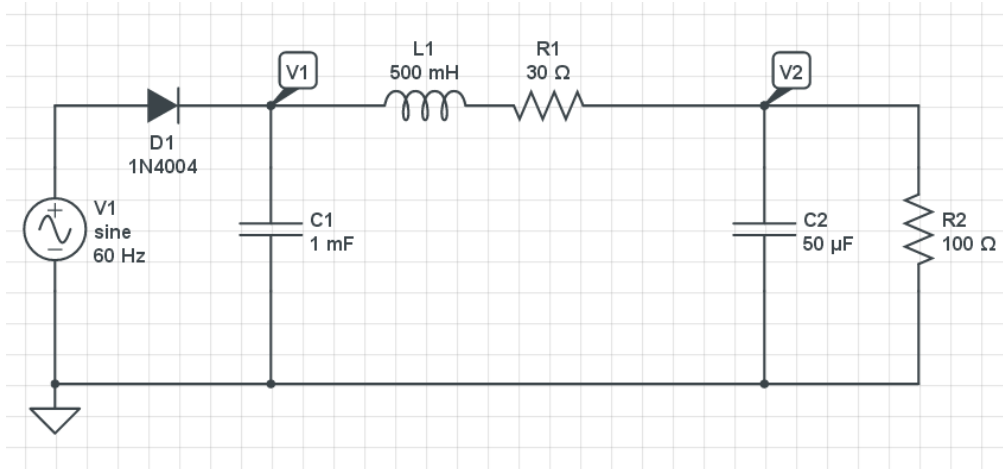 V1
L1
500 mH
R1
30 Ω
V2
D1
1N4004
V1
sine
60 Hz
C1
1 mF
C2
50 µF
R2
100 Ω